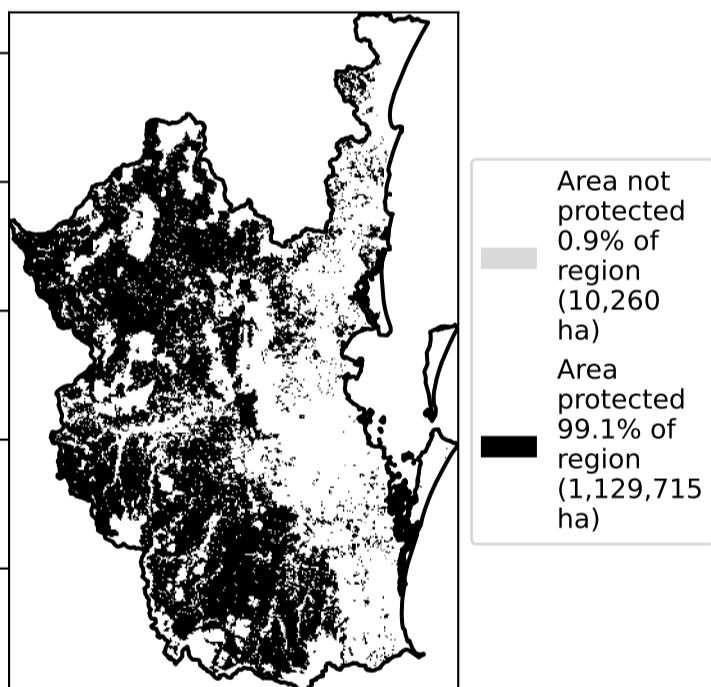 Area not
protected
0.9% of
region
(10,260
ha)
Area
protected
99.1% of
region
(1,129,715
ha)